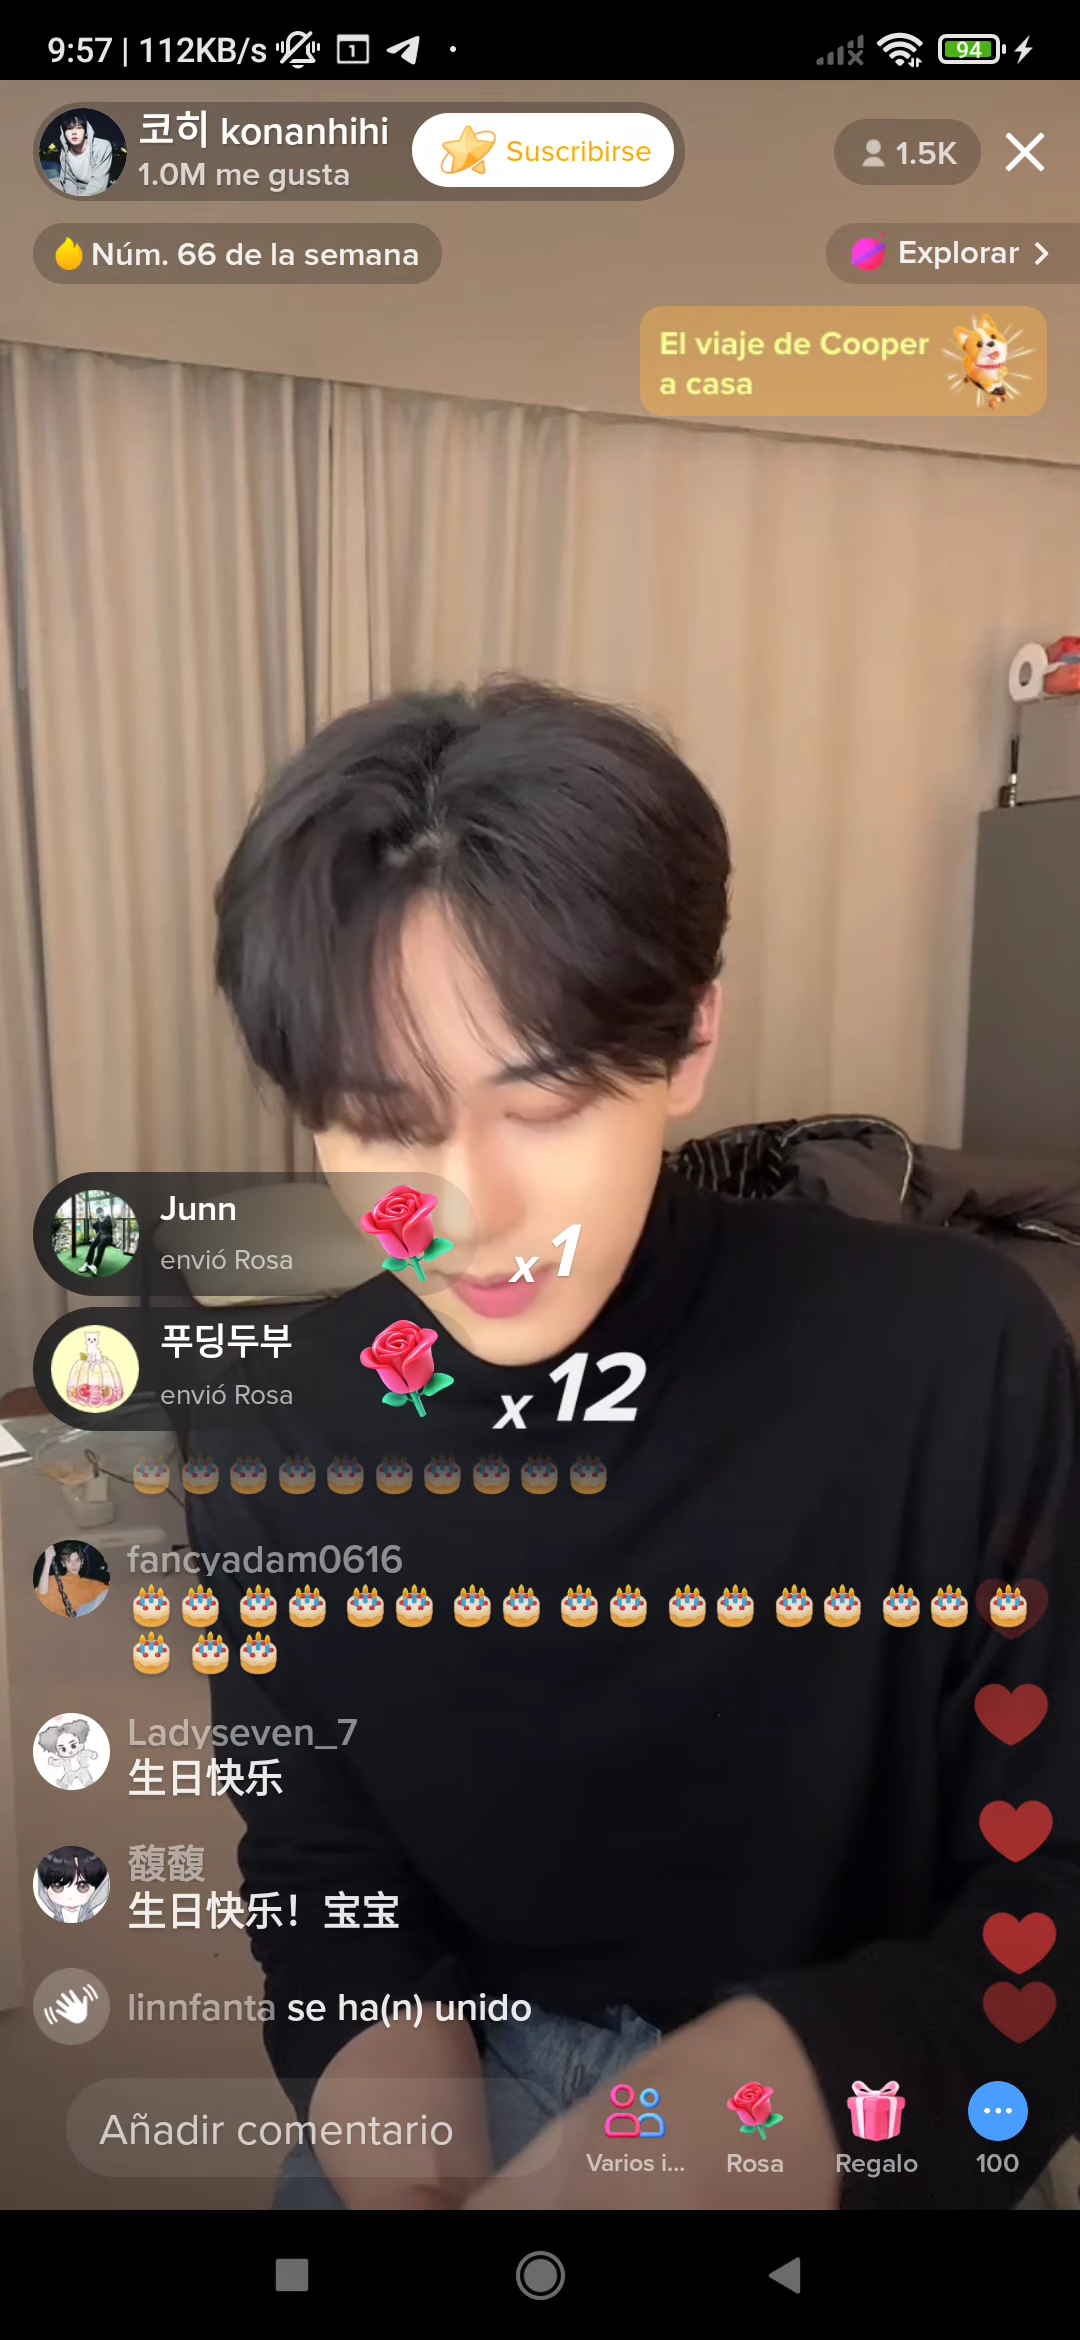 9:57 | 112KB/s
1
94
코히 konanhihi
1.0M me gusta
Suscribirse
1.5K
Núm. 66 de la semana
Explorar
El viaje de Cooper
a casa
Junn
envió Rosa
x1
푸딩두부
envió Rosa
x12
fancyadam0616
Ladyseven_7
生日快乐
馥馥
生日快乐！宝宝
linnfanta se ha(n) unido
Añadir comentario
Varios i...
Rosa
Regalo
100